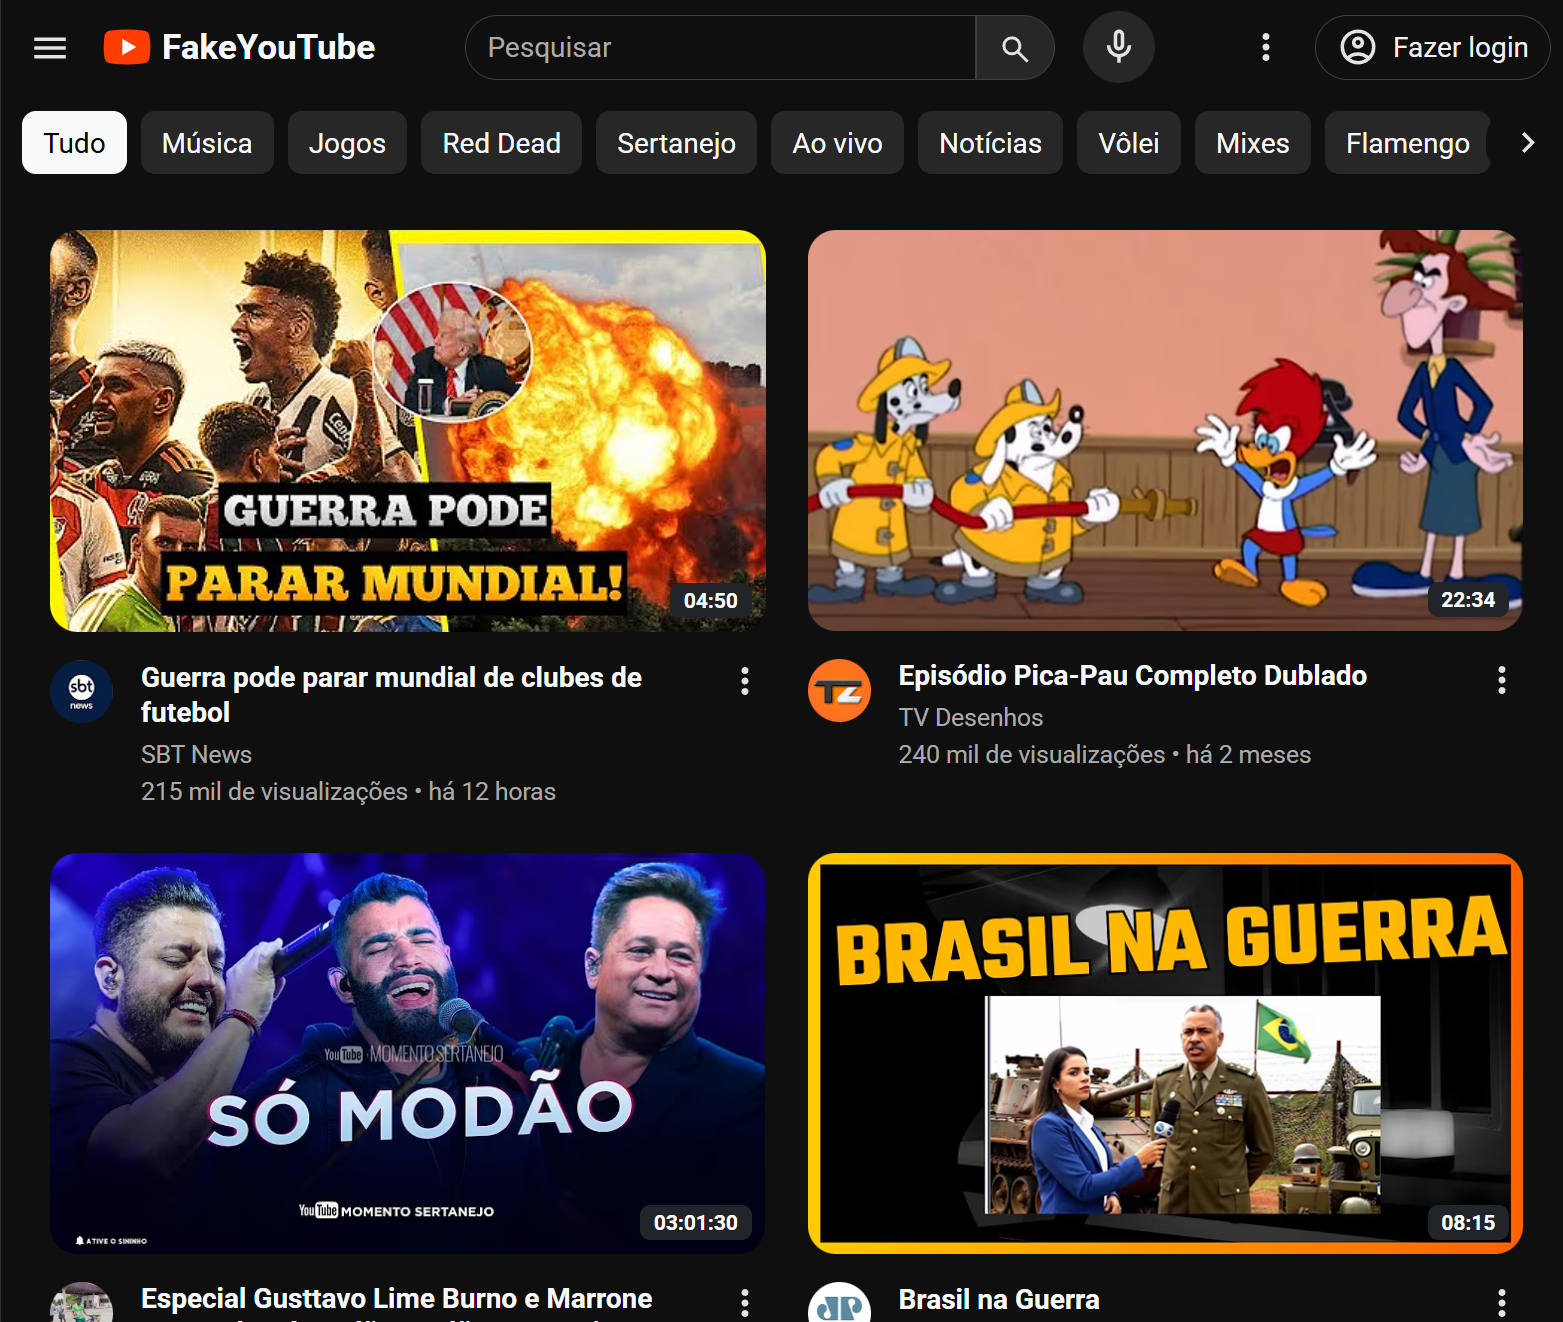 FakeYouTube
Pesquisar
Fazer login
Tudo
Música
Jogos
Red Dead
Sertanejo
Ao vivo
Notícias
Vôlei
Mixes
Flamengo
GUERRA PODE
PARAR MUNDIAL!
04:50
22:34
sbt
news
Guerra pode parar mundial de clubes de
futebol
SBT News
215 mil de visualizações • há 12 horas
TZ
Episódio Pica-Pau Completo Dublado
TV Desenhos
240 mil de visualizações • há 2 meses
YouTube MOMENTO SERTANEJO
SÓ MODÃO
YouTube MOMENTO SERTANEJO
ATIVE O SININHO
03:01:30
BRASIL NA GUERRA
08:15
Especial Gusttavo Lime Burno e Marrone
JP
Brasil na Guerra